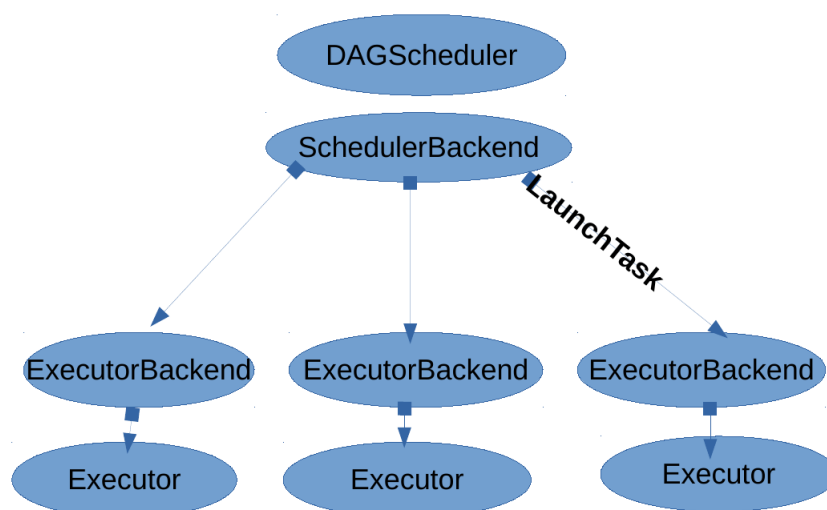 DAGScheduler
SchedulerBackend
LaunchTask
ExecutorBackend
ExecutorBackend
ExecutorBackend
Executor
Executor
Executor